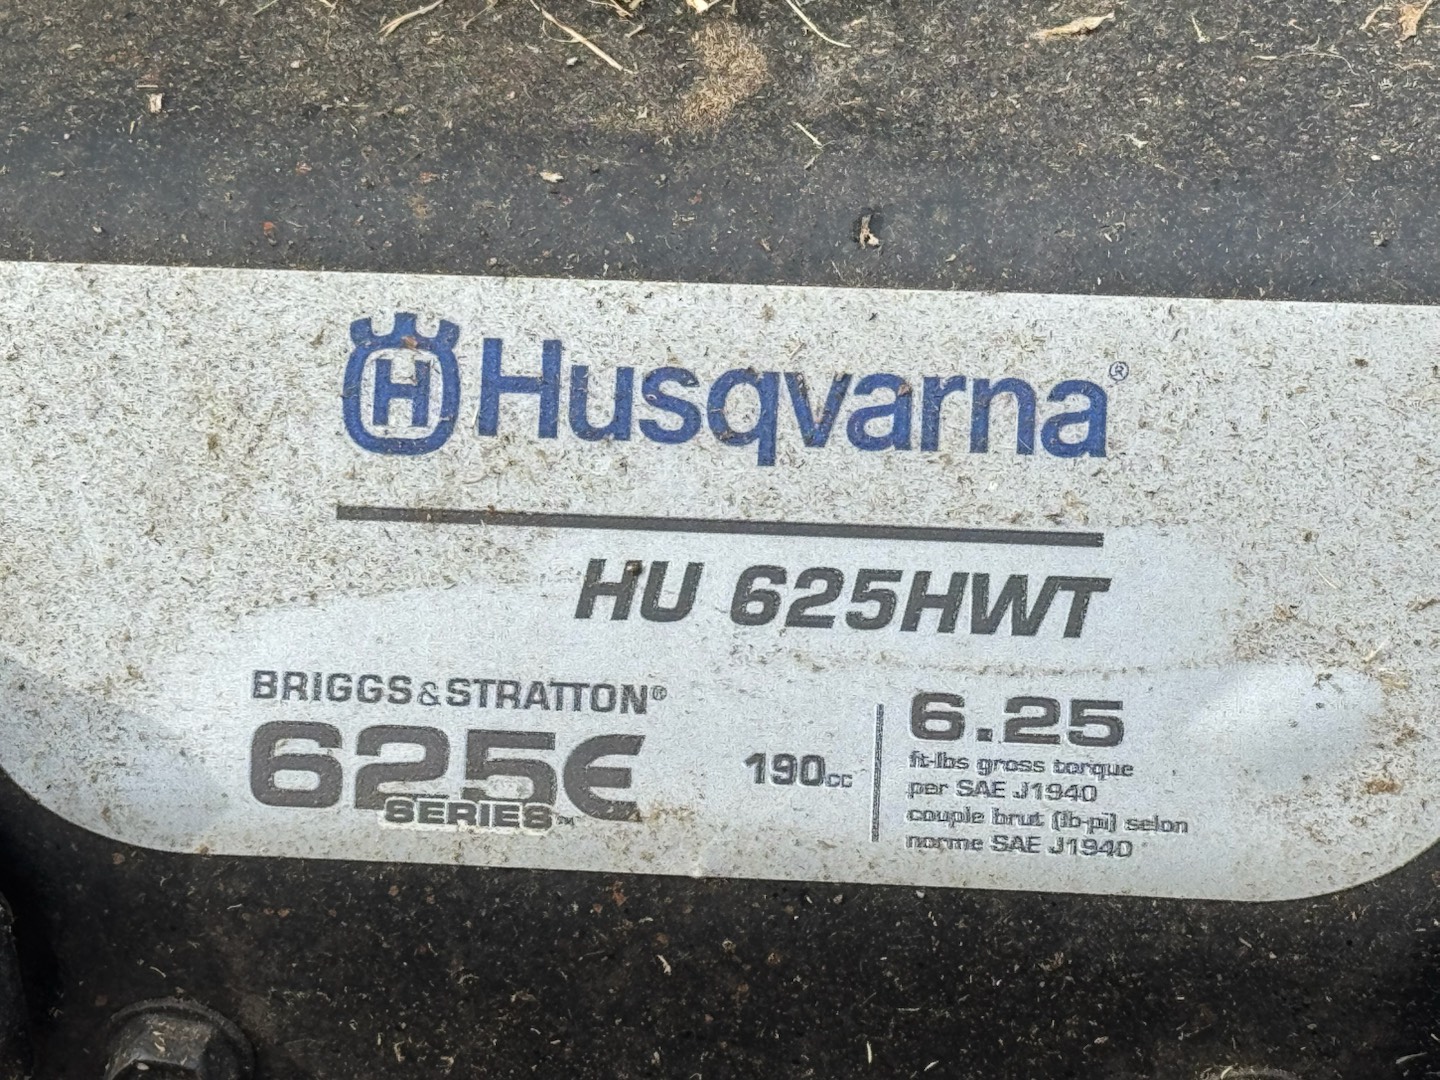 H Husqvarna®
HU 625HWT
BRIGGS&STRATTON®
625E
SERIES™
190cc
6.25
ft-lbs gross torque
per SAE J1940
couple brut (lb-pi) selon
norme SAE J1940